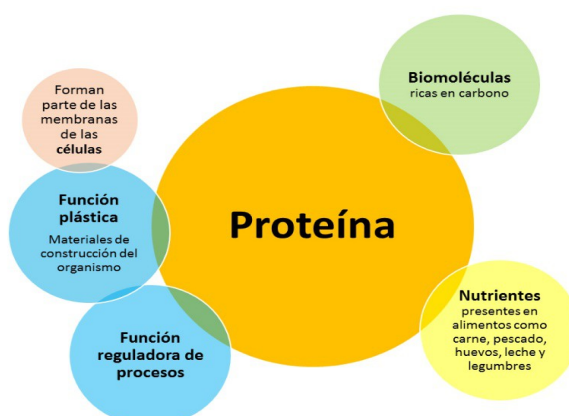 Biomoléculas
ricas en carbono
Forman
parte de las
membranas
de las
células
Función
plástica
Materiales de
construcción del
organismo
Proteína
Función
reguladora de
procesos
Nutrientes
presentes en
alimentos como
carne, pescado,
huevos, leche y
legumbres